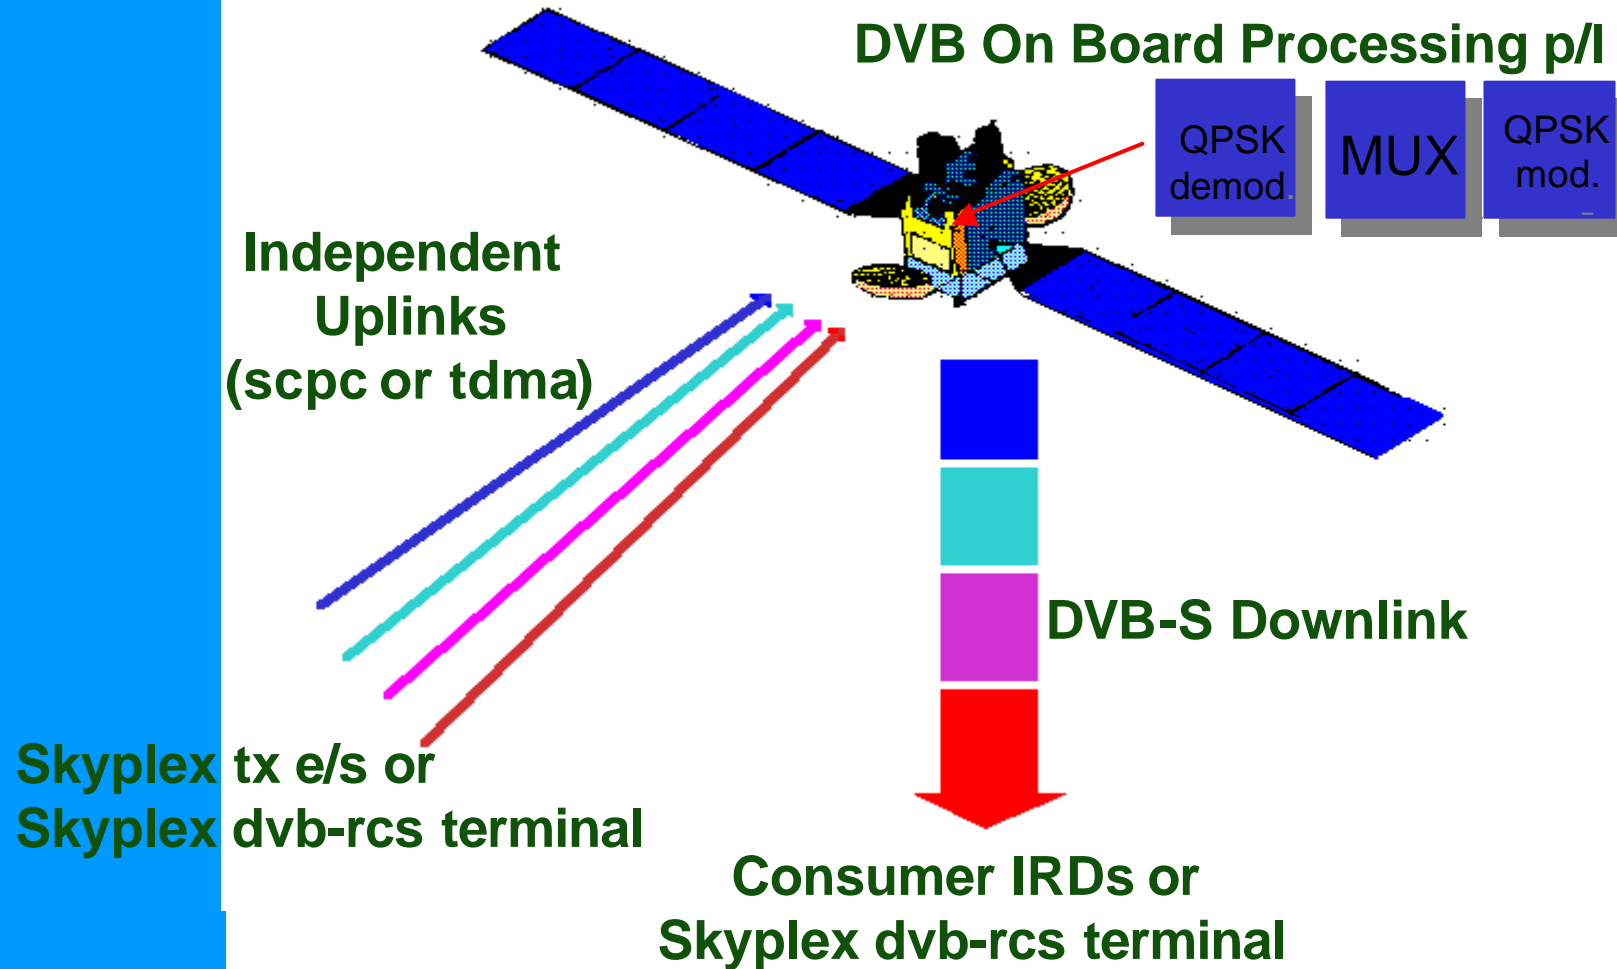 DVB On Board Processing p/l
QPSK
demod.
MUX
QPSK
mod.
Independent
Uplinks
(scpc or tdma)
DVB-S Downlink
Skyplex tx e/s or
Skyplex dvb-rcs terminal
Consumer IRDs or
Skyplex dvb-rcs terminal